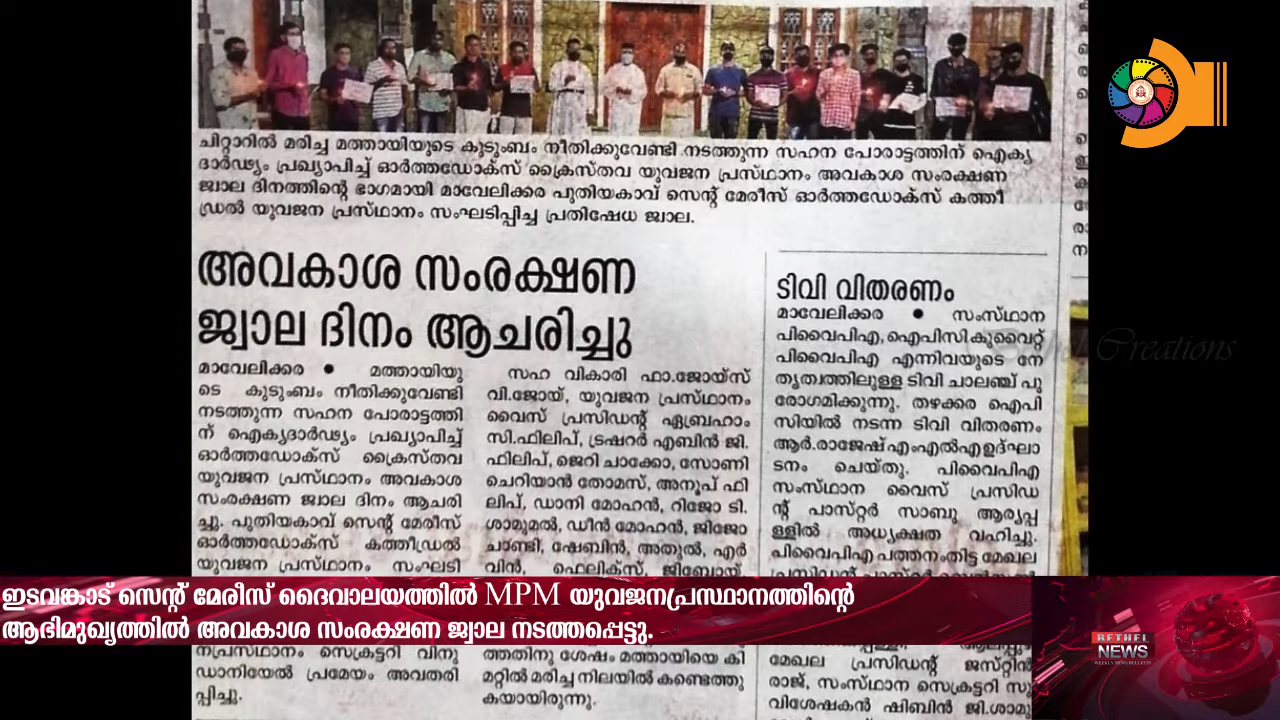 ചിറ്റാറിൽ മരിച്ച മത്തായിയുടെ കുടുംബം നീതിക്കുവേണ്ടി നടത്തുന്ന സഹന പോരാട്ടത്തിന് ഐക്യ
ദാർഢ്യം പ്രഖ്യാപിച്ച് ഓർത്തഡോക്സ് ക്രൈസ്തവ യുവജന പ്രസ്ഥാനം അവകാശ സംരക്ഷണ
ജ്വാല ദിനത്തിന്റെ ഭാഗമായി മാവേലിക്കര പുതിയകാവ് സെന്റ് മേരീസ് ഓർത്തഡോക്സ് കത്തീ
ഡ്രൽ യുവജന പ്രസ്ഥാനം സംഘടിപ്പിച്ച പ്രതിഷേധ ജ്വാല.
അവകാശ സംരക്ഷണ
ജ്വാല ദിനം ആചരിച്ചു
മാവേലിക്കര ● മത്തായിയു
ടെ കുടുംബം നീതിക്കുവേണ്ടി
നടത്തുന്ന സഹന പോരാട്ടത്തി
ന് ഐക്യദാർഢ്യം പ്രഖ്യാപിച്ച്
ഓർത്തഡോക്സ് ക്രൈസ്തവ
യുവജന പ്രസ്ഥാനം അവകാശ
സംരക്ഷണ ജ്വാല ദിനം ആചരി
ച്ചു. പുതിയകാവ് സെന്റ് മേരീസ്
ഓർത്തഡോക്സ് കത്തീഡ്രൽ
യുവജന പ്രസ്ഥാനം സംഘടി
നപ്രസ്ഥാനം സെക്രട്ടറി വിനു
ഡാനിയേൽ പ്രമേയം അവതരി
പ്പിച്ചു.
സഹ വികാരി ഫാ.ജോയ്സ്
വി.ജോയ്, യുവജന പ്രസ്ഥാനം
വൈസ് പ്രസിഡന്റ് ഏബ്രഹാം
സി.ഫിലിപ്, ട്രഷറർ എബിൻ ജി.
ഫിലിപ്, ജെറി ചാക്കോ, സോണി
ചെറിയാൻ തോമസ്, അനൂപ് ഫി
ലിപ്, ഡാനി മോഹൻ, റിജോ ടി.
ശാമുമൽ, ഡീൻ മോഹൻ, ജിജോ
ചാണ്ടി, ഷേബിൻ, അതുൽ, എർ
വിൻ, ഫെലിക്സ്, ജിബോയ്,
ത്തതിനു ശേഷം മത്തായിയെ കി
മറ്റിൽ മരിച്ച നിലയിൽ കണ്ടെത്തു
കയായിരുന്നു.
ടിവി വിതരണം
മാവേലിക്കര ● സംസ്ഥാന
പിവൈപിഎ, ഐപിസി കുവൈറ്റ്
പിവൈപിഎ എന്നിവയുടെ നേ
തൃത്വത്തിലുള്ള ടിവി ചാലഞ്ച് പു
രോഗമിക്കുന്നു. തഴക്കര ഐപി
സിയിൽ നടന്ന ടിവി വിതരണം
ആർ.രാജേഷ് എംഎൽഎ ഉദ്ഘാ
ടനം ചെയ്തു. പിവൈപിഎ
സംസ്ഥാന വൈസ് പ്രസിഡ
ന്റ് പാസ്റ്റർ സാബു ആര്യപ്പ
ള്ളിൽ അധ്യക്ഷത വഹിച്ചു.
പിവൈപിഎ പത്തനംതിട്ട മേഖല
മേഖല പ്രസിഡന്റ് ജസ്റ്റിൻ
രാജ്, സംസ്ഥാന സെക്രട്ടറി സു
വിശേഷകൻ ഷിബിൻ ജി.ശാമു
Creations
ഇടവങ്കാട് സെന്റ് മേരീസ് ദൈവാലയത്തിൽ MPM യുവജനപ്രസ്ഥാനത്തിന്റെ
ആഭിമുഖ്യത്തിൽ അവകാശ സംരക്ഷണ ജ്വാല നടത്തപ്പെട്ടു.
BETHEL
NEWS
WEEKLY NEWS BULLETIN